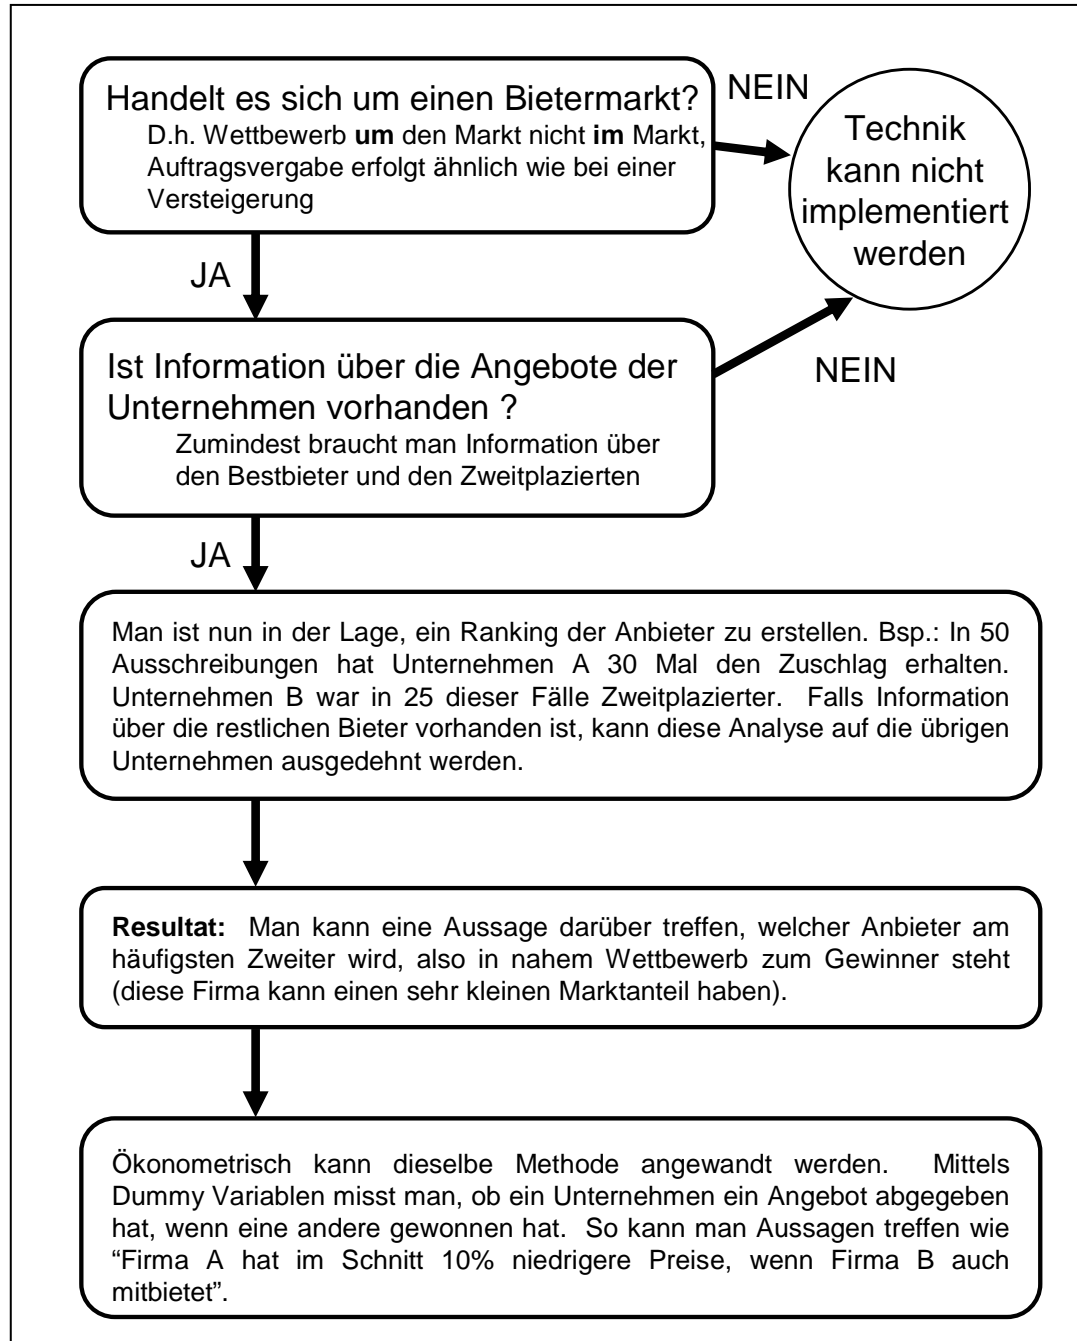 Handelt es sich um einen Bietermarkt?
D.h. Wettbewerb um den Markt nicht im Markt,
Auftragsvergabe erfolgt ähnlich wie bei einer
Versteigerung
NEIN
Technik
kann nicht
implementiert
werden
JA
Ist Information über die Angebote der
Unternehmen vorhanden ?
Zumindest braucht man Information über
den Bestbieter und den Zweitplazierten
NEIN
JA
Man ist nun in der Lage, ein Ranking der Anbieter zu erstellen. Bsp.: In 50
Ausschreibungen hat Unternehmen A 30 Mal den Zuschlag erhalten.
Unternehmen B war in 25 dieser Fälle Zweitplazierter. Falls Information
über die restlichen Bieter vorhanden ist, kann diese Analyse auf die übrigen
Unternehmen ausgedehnt werden.
Resultat: Man kann eine Aussage darüber treffen, welcher Anbieter am
häufigsten Zweiter wird, also in nahem Wettbewerb zum Gewinner steht
(diese Firma kann einen sehr kleinen Marktanteil haben).
Ökonometrisch kann dieselbe Methode angewandt werden. Mittels
Dummy Variablen misst man, ob ein Unternehmen ein Angebot abgegeben
hat, wenn eine andere gewonnen hat. So kann man Aussagen treffen wie
“Firma A hat im Schnitt 10% niedrigere Preise, wenn Firma B auch
mitbietet”.